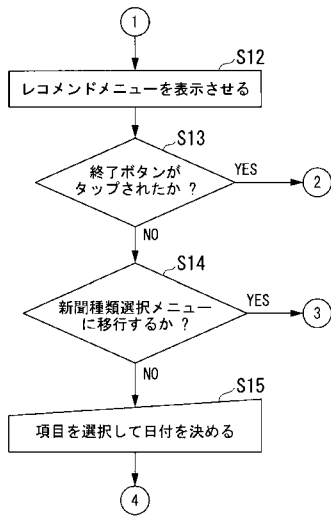 1
S12
レコメンドメニューを表示させる
S13
終了ボタンが
タップされたか ?
YES
2
NO
S14
新聞種類選択メニュー
に移行するか ?
YES
3
NO
S15
項目を選択して日付を決める
4